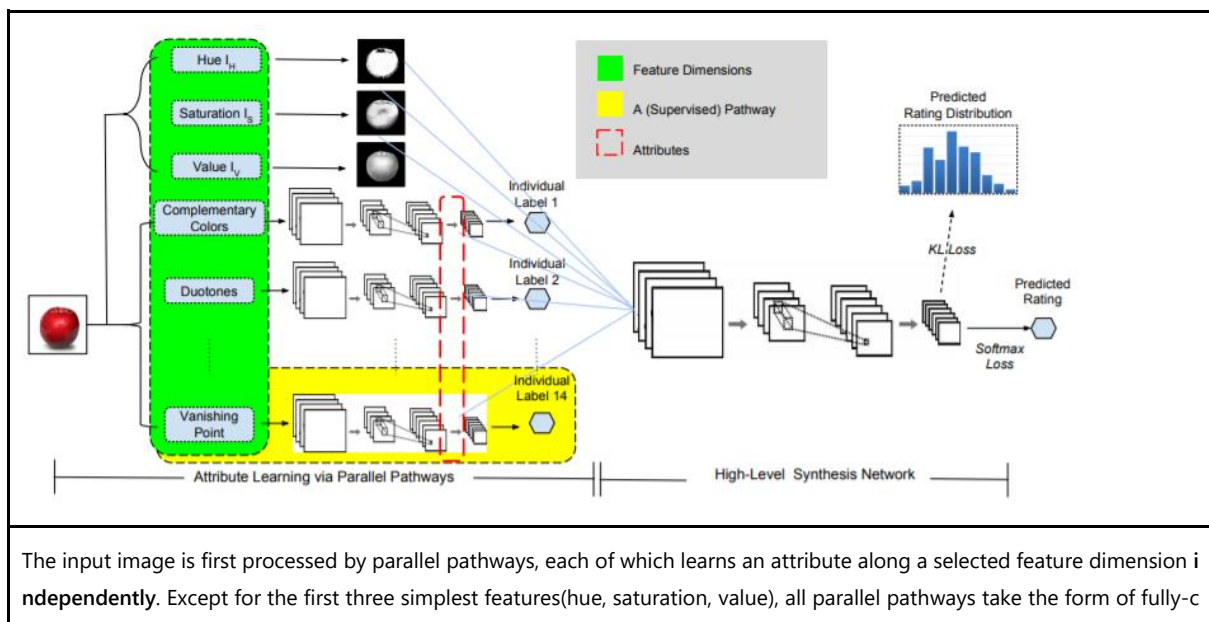 Hue I_H
Saturation I_S
Value I_V
Complementary
Colors
Duotones
Vanishing
Point
Individual
Label 1
Individual
Label 2
Individual
Label 14
Feature Dimensions
A (Supervised) Pathway
Attributes
Predicted
Rating Distribution
KL Loss
Predicted
Rating
Softmax
Loss
Attribute Learning via Parallel Pathways
High-Level Synthesis Network
The input image is first processed by parallel pathways, each of which learns an attribute along a selected feature dimension i
ndependently. Except for the first three simplest features(hue, saturation, value), all parallel pathways take the form of fully-c